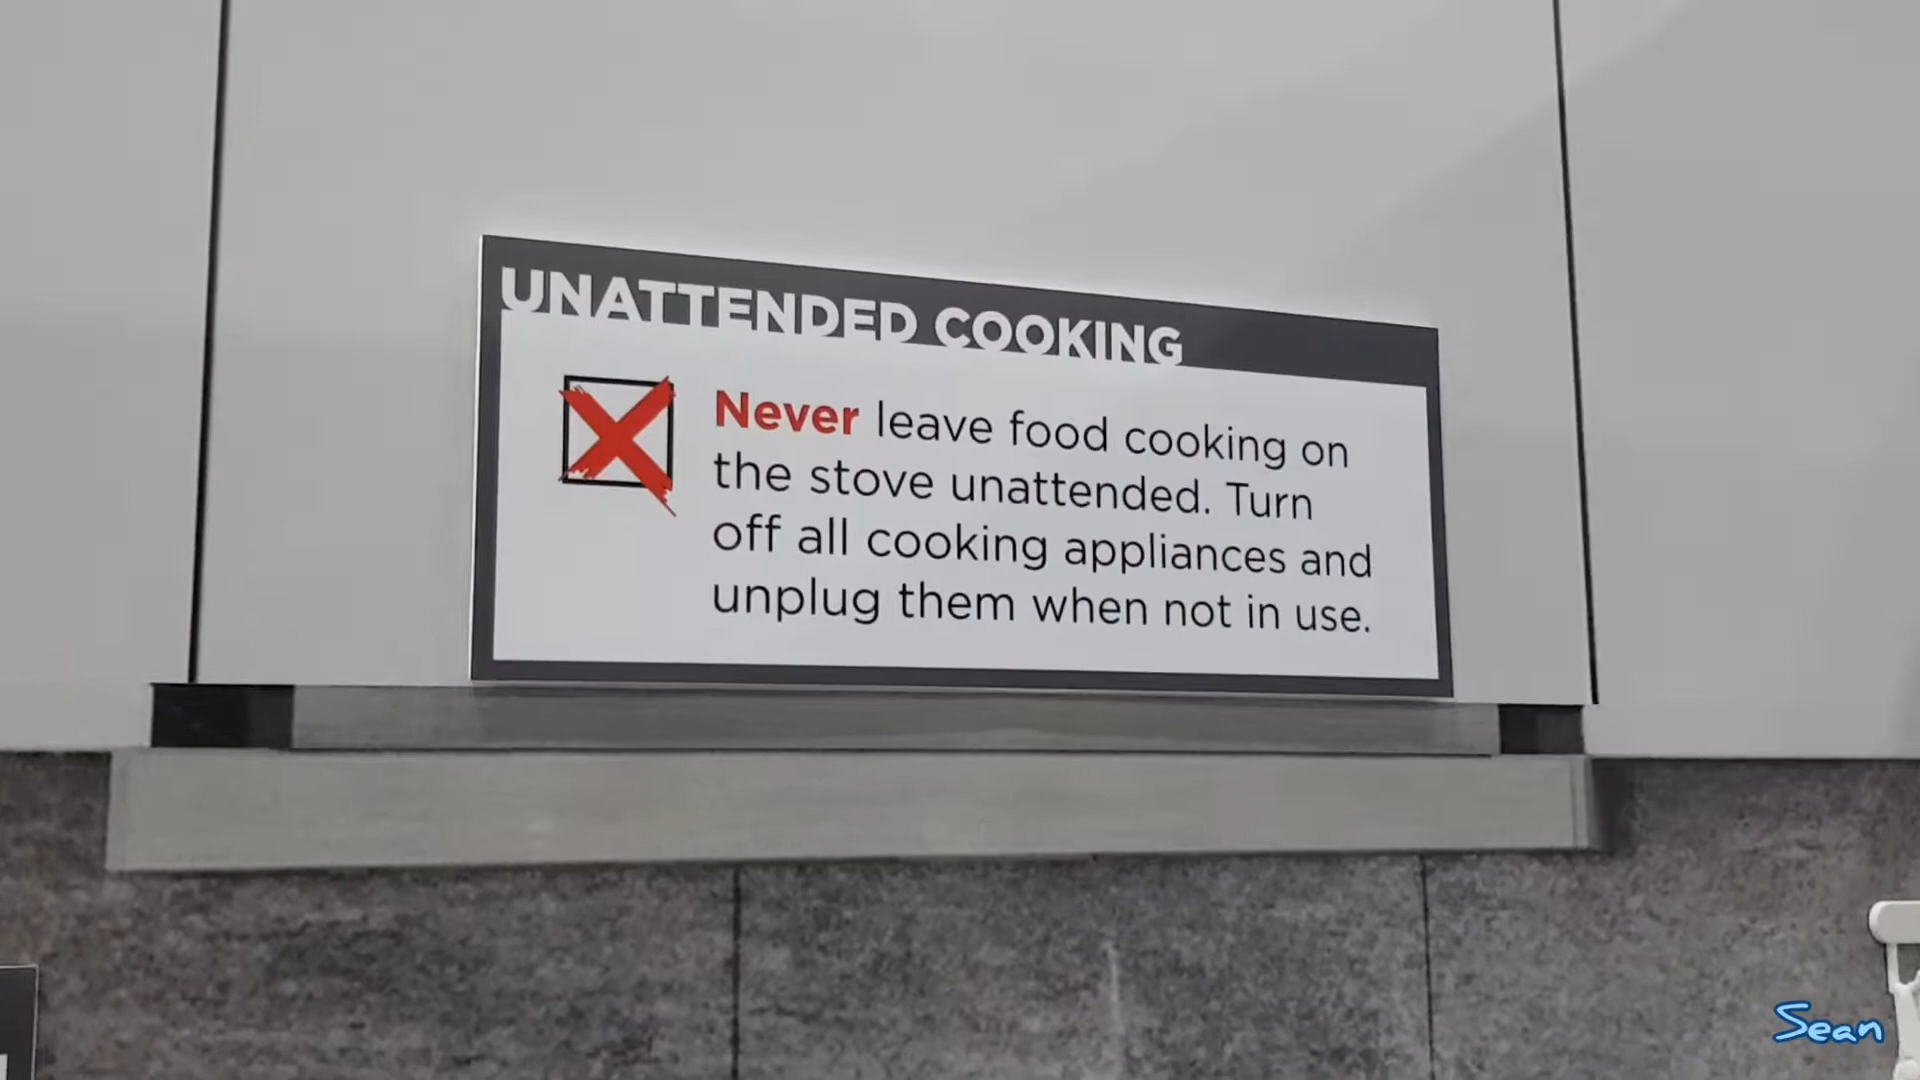 UNATTENDED COOKING
Never leave food cooking on
the stove unattended. Turn
off all cooking appliances and
unplug them when not in use.
Sean